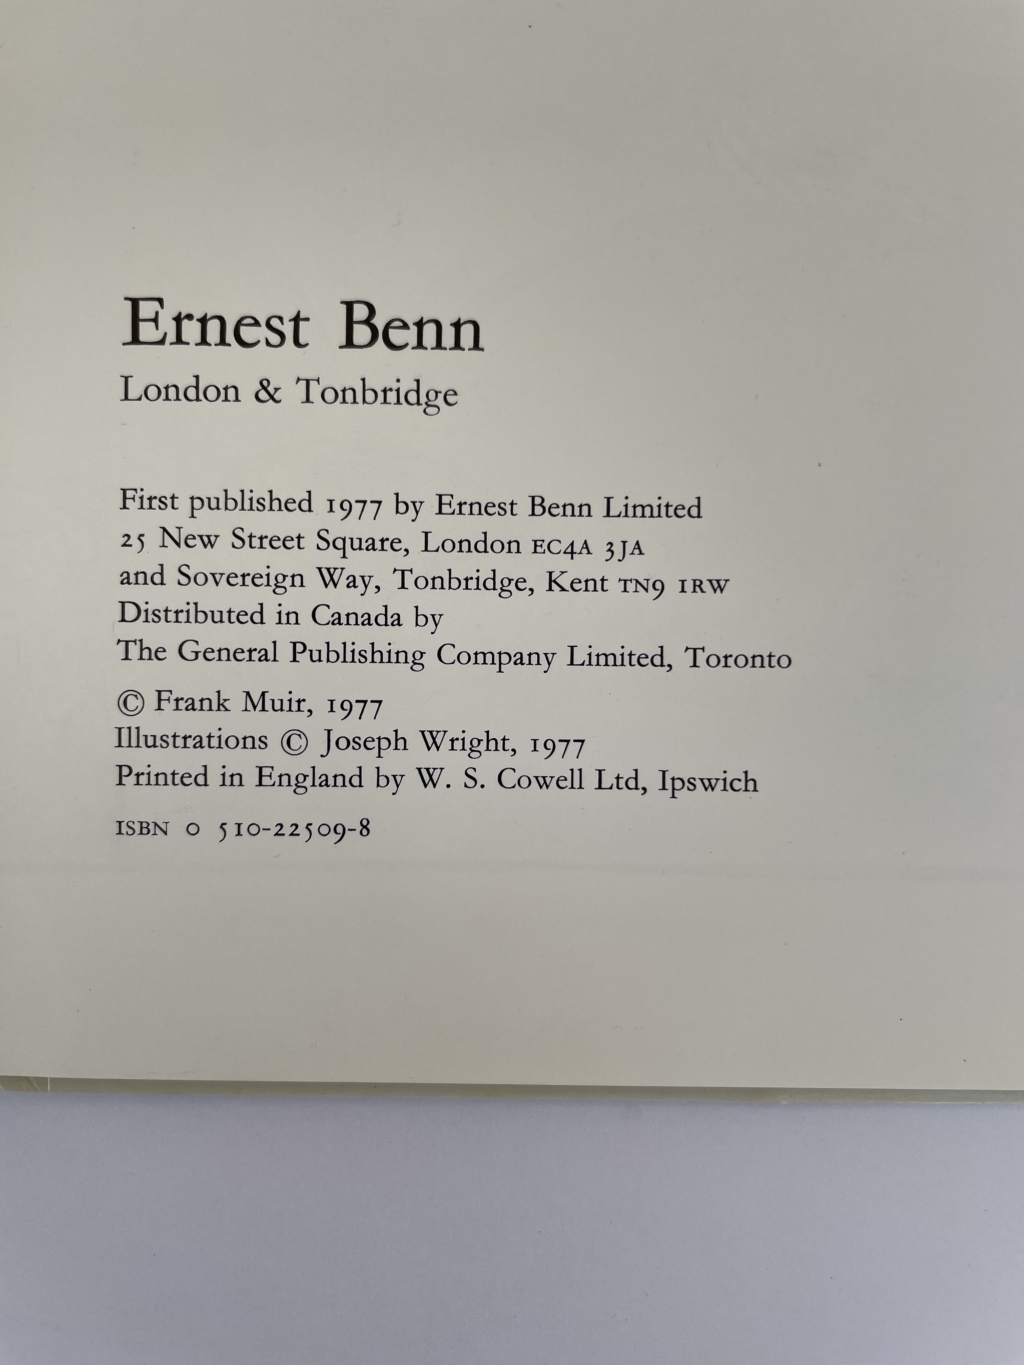 Ernest Benn
London & Tonbridge
First published 1977 by Ernest Benn Limited
25 New Street Square, London EC4A 3JA
and Sovereign Way, Tonbridge, Kent TN9 1RW
Distributed in Canada by
The General Publishing Company Limited, Toronto
© Frank Muir, 1977
Illustrations © Joseph Wright, 1977
Printed in England by W. S. Cowell Ltd, Ipswich
ISBN 0 510-22509-8